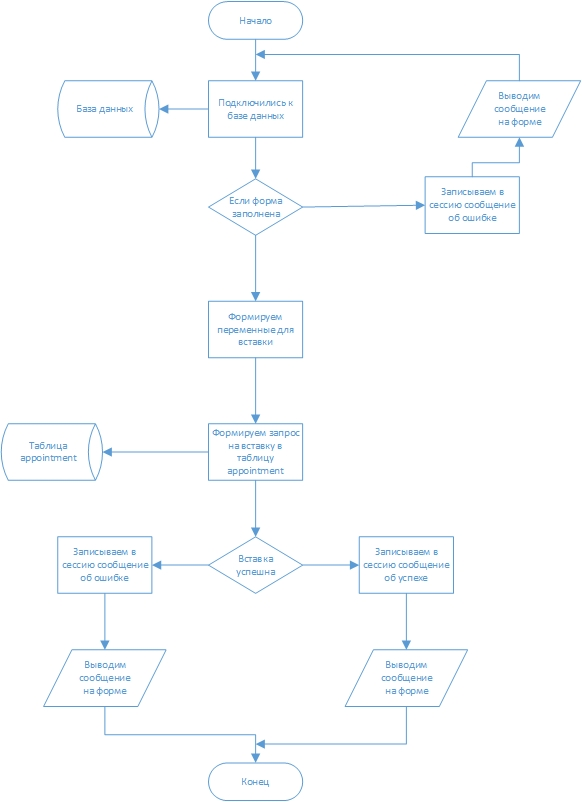 Начало
База данных
Подключились к
базе данных
Выводим
сообщение
на форме
Если форма
заполнена
Записываем в
сессию сообщение
об ошибке
Формируем
переменные для
вставки
Таблица
appointment
Формируем запрос
на вставку в
таблицу
appointment
Записываем в
сессию сообщение
об ошибке
Вставка
успешна
Записываем в
сессию сообщение
об успехе
Выводим
сообщение
на форме
Выводим
сообщение
на форме
Конец